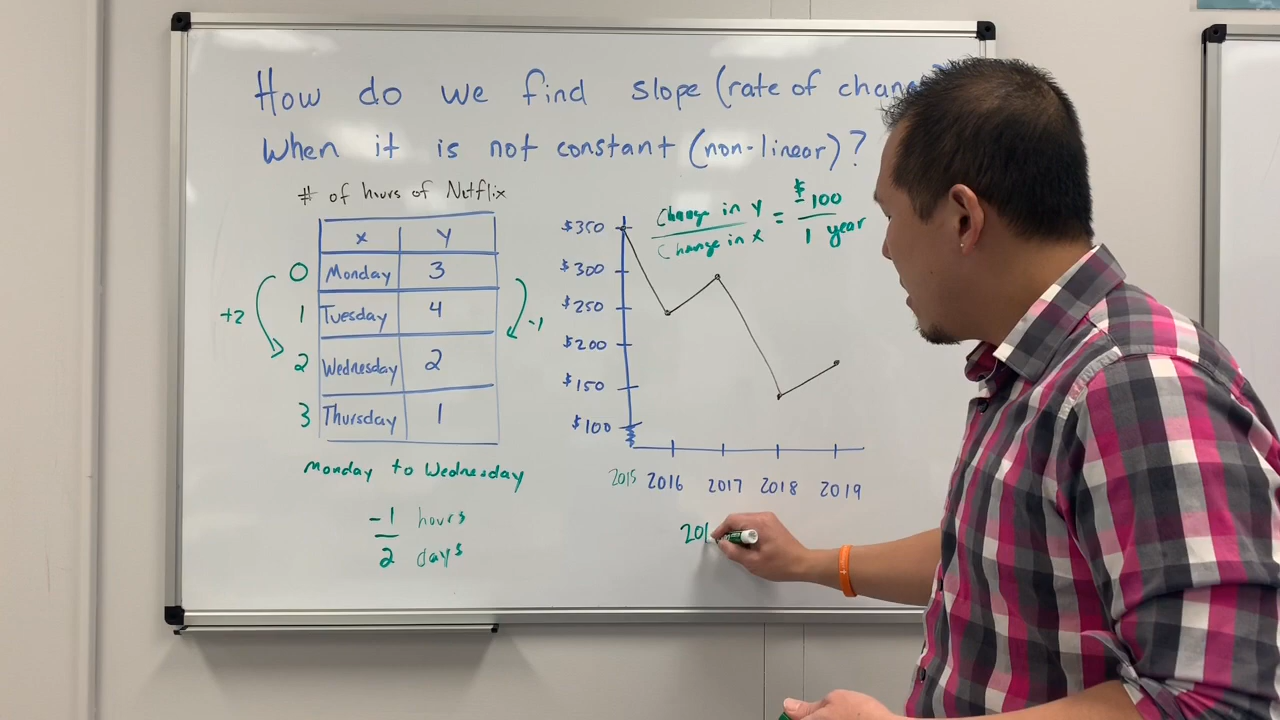 How do we find slope (rate of change)
When it is not constant (non-linear)?
# of hours of Netflix
x Y
0 Monday 3
1 Tuesday 4
2 Wednesday 2
3 Thursday 1
+2
-1
Monday to Wednesday
-1 hours
2 days
Change in Y
Change in X
=
$
-100
1 year
$350
$300
$250
$200
$150
$100
2015 2016 2017 2018 2019
201